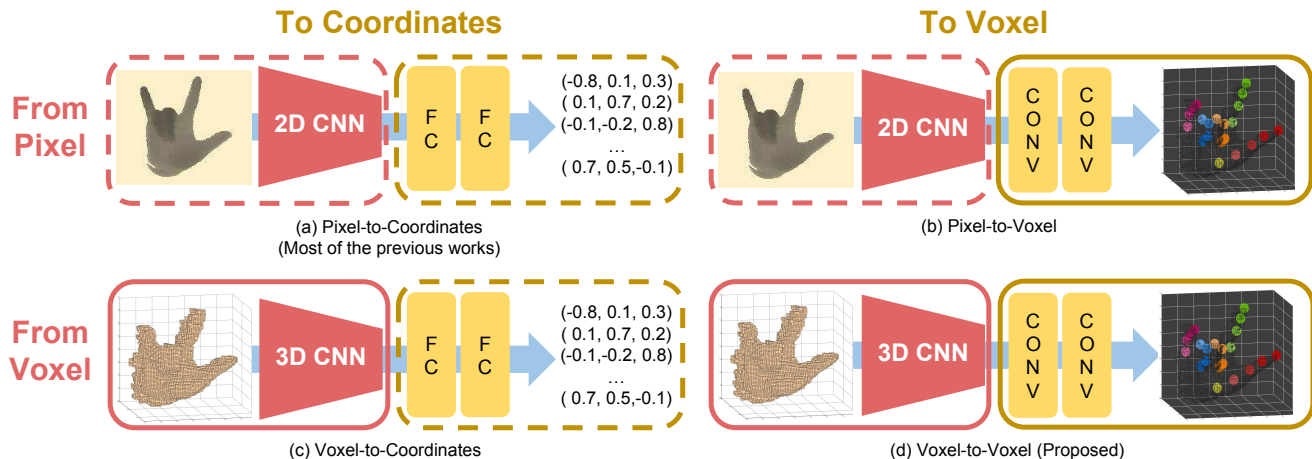 To Coordinates
To Voxel
From
Pixel
2D CNN
F
C
F
C
(-0.8, 0.1, 0.3)
( 0.1, 0.7, 0.2)
(-0.1,-0.2, 0.8)
...
( 0.7, 0.5,-0.1)
2D CNN
C
O
N
V
C
O
N
V
(a) Pixel-to-Coordinates
(Most of the previous works)
(b) Pixel-to-Voxel
From
Voxel
3D CNN
F
C
F
C
(-0.8, 0.1, 0.3)
( 0.1, 0.7, 0.2)
(-0.1,-0.2, 0.8)
...
( 0.7, 0.5,-0.1)
3D CNN
C
O
N
V
C
O
N
V
(c) Voxel-to-Coordinates
(d) Voxel-to-Voxel (Proposed)